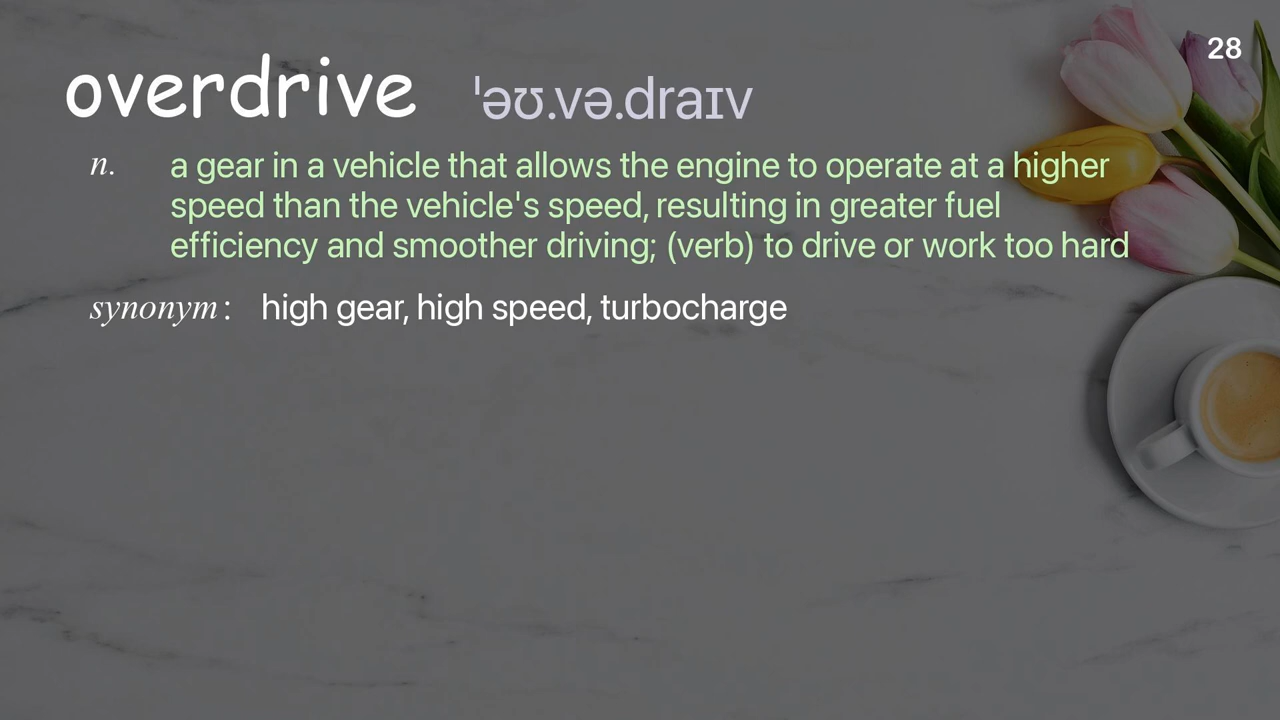 28
overdrive ˈəʊ.və.draɪv
n. a gear in a vehicle that allows the engine to operate at a higher
speed than the vehicle's speed, resulting in greater fuel
efficiency and smoother driving; (verb) to drive or work too hard
synonym: high gear, high speed, turbocharge